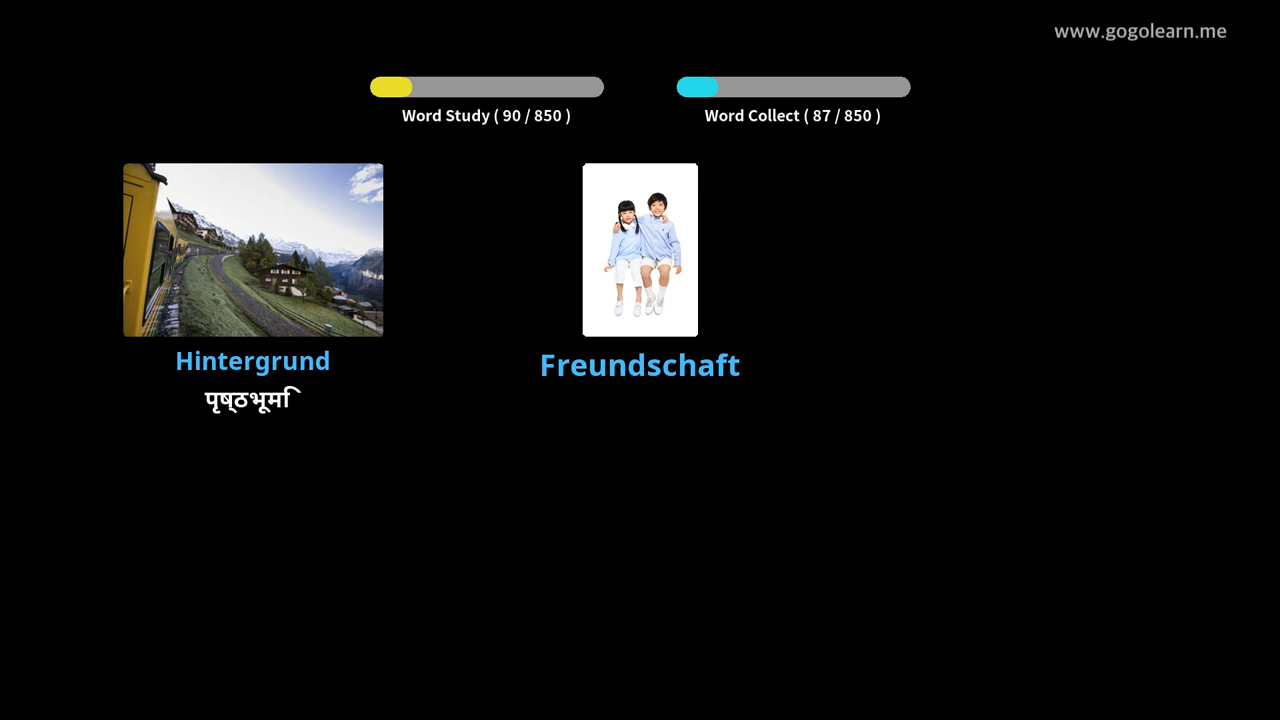 www.gogolearn.me
Word Study ( 90 / 850 )
Word Collect ( 87 / 850 )
Hintergrund
पृष्ठभूमि
Freundschaft